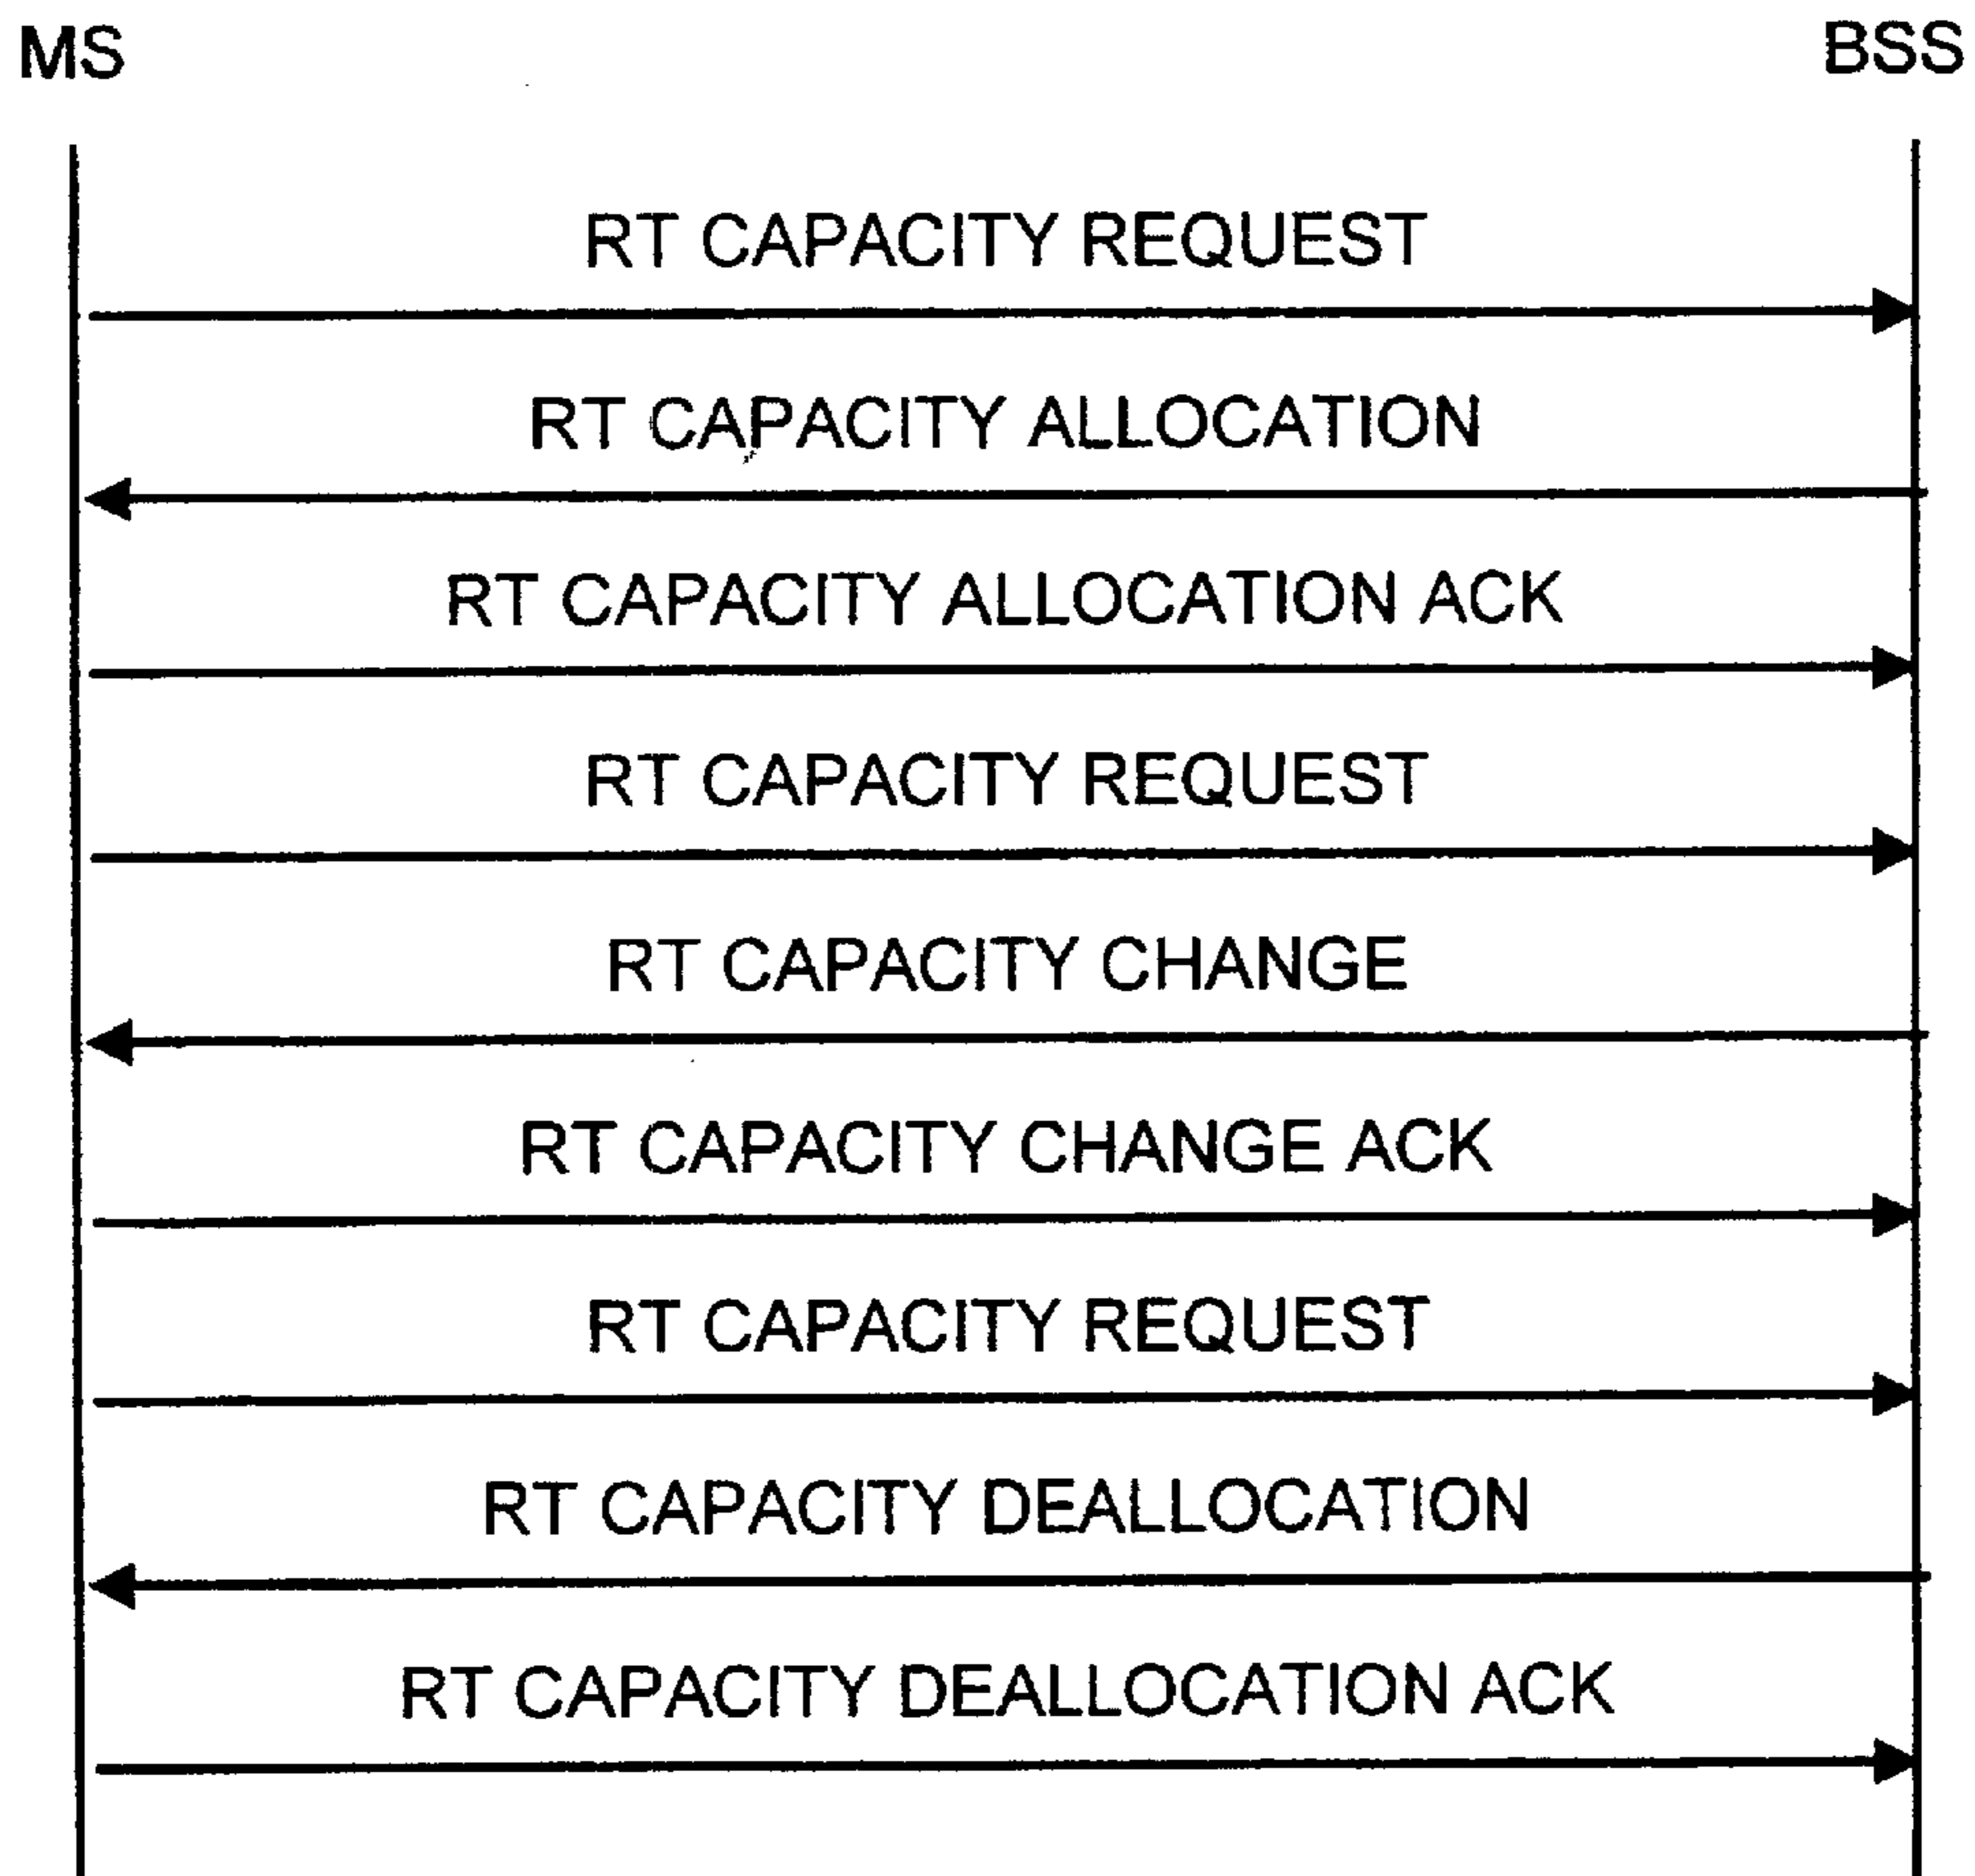 MS BSS
RT CAPACITY REQUEST
RT CAPACITY ALLOCATION
RT CAPACITY ALLOCATION ACK
RT CAPACITY REQUEST
RT CAPACITY CHANGE
RT CAPACITY CHANGE ACK
RT CAPACITY REQUEST
RT CAPACITY DEALLOCATION
RT CAPACITY DEALLOCATION ACK